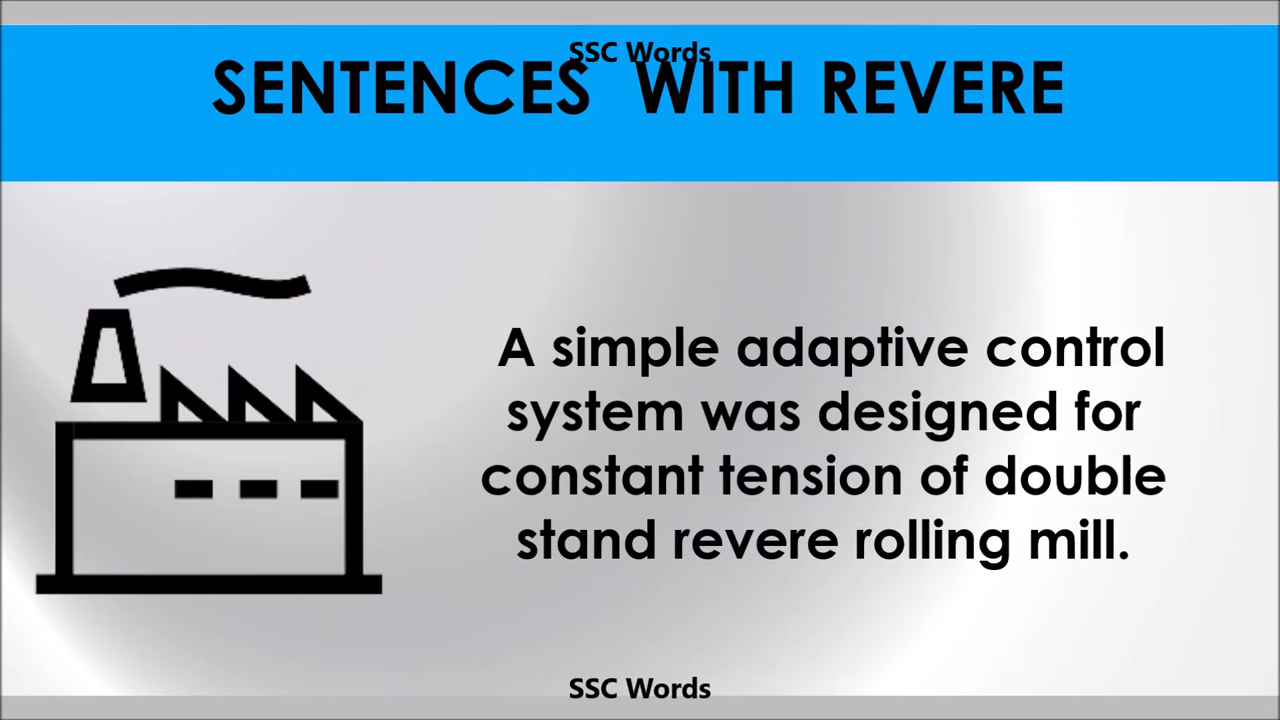 SSC Words
SENTENCES WITH REVERE
A simple adaptive control
system was designed for
constant tension of double
stand revere rolling mill.
SSC Words